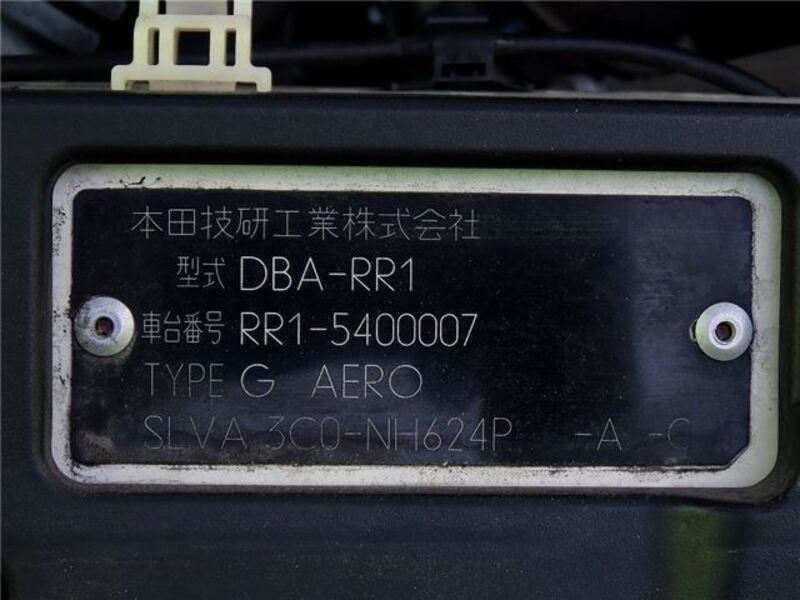 本田技研工業株式会社
型式 DBA-RR1
車台番号 RR1-5400007
TYPE G AERO
SLVA 3C0-NH624P -A -C